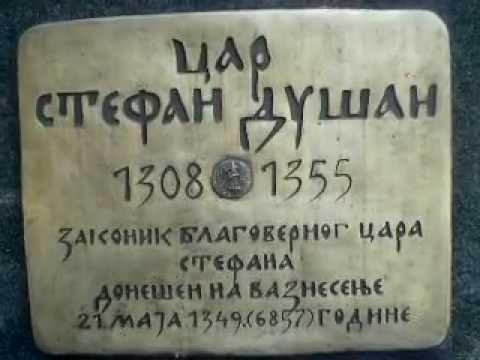 ЦАР
СТЕФАН ДУШАН
1308 1355
ЗАКОНИК БЛАГОВЕРНОГ ЦАРА
СТЕФАНА
ДОНЕШЕН НА ВАЗНЕСЕЊЕ
21. МАЈА 1349. (6857) ГОДИНЕ